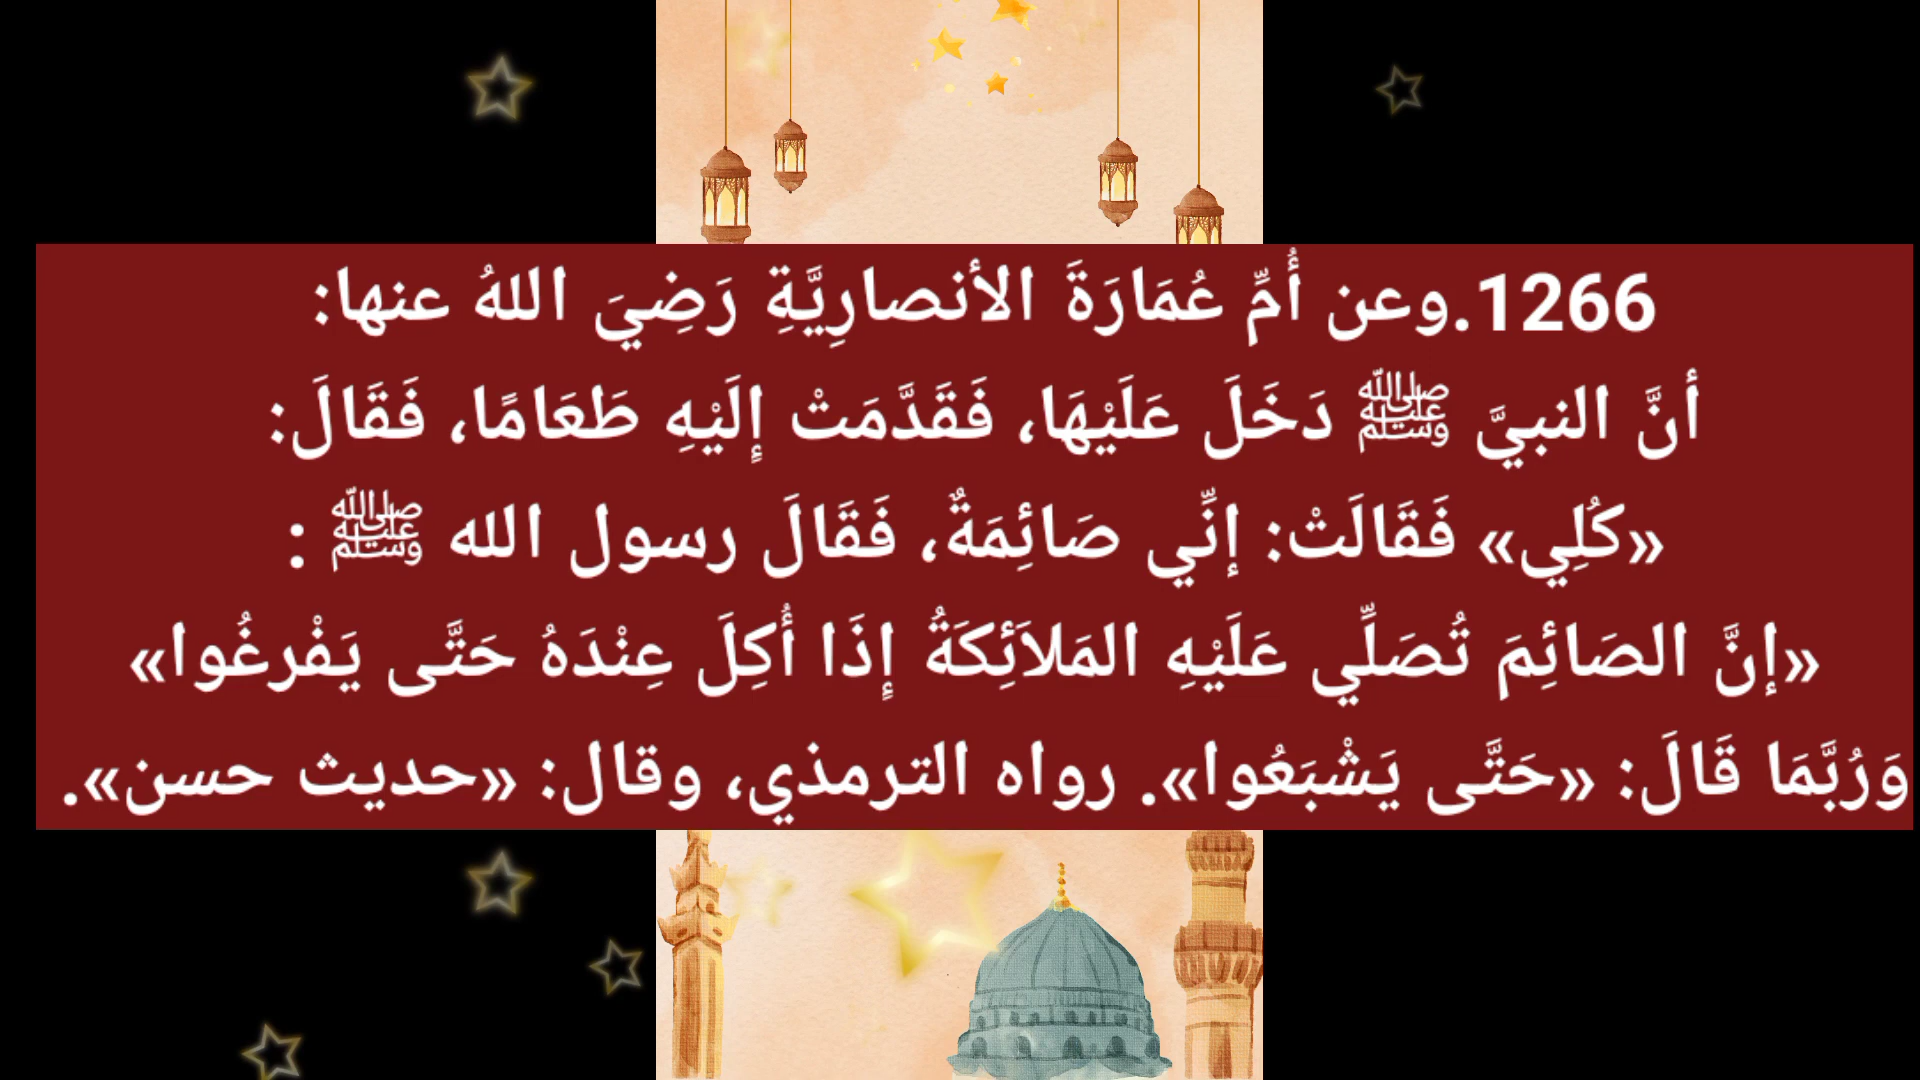 1266.وعن أُمِّ عُمَارَةَ الأنصارِيَّةِ رَضِيَ اللهُ عنها:
أنَّ النبيَّ ﷺ دَخَلَ عَلَيْهَا، فَقَدَّمَتْ إِلَيْهِ طَعَامًا، فَقَالَ:
«كُلِي» فَقَالَتْ: إنِّي صَائِمَةٌ، فَقَالَ رسول الله ﷺ :
«إنَّ الصَائِمَ تُصَلِّي عَلَيْهِ المَلاَئِكَةُ إِذَا أُكِلَ عِنْدَهُ حَتَّى يَفْرغُوا»
وَرُبَّمَا قَالَ: «حَتَّى يَشْبَعُوا». رواه الترمذي، وقال: «حديث حسن».